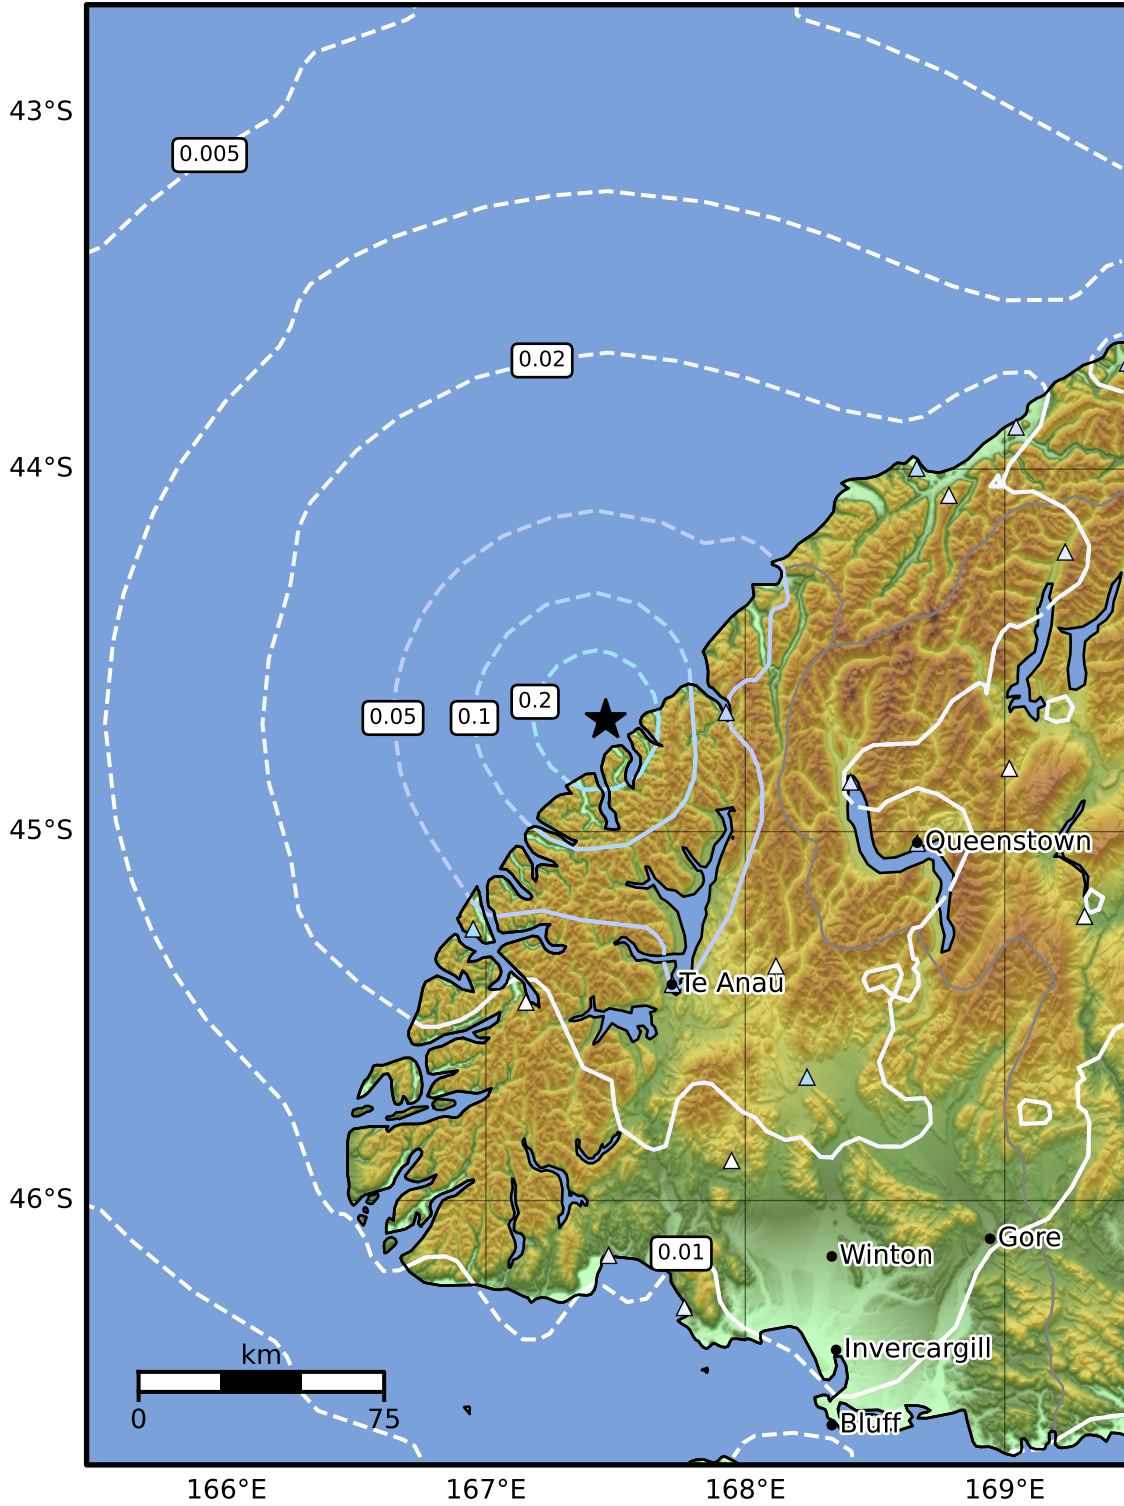 43°S
0.005
0.02
44°S
0.2
0.05
0.1
45°S
Queenstown
Te Anau
46°S
Gore
0.01
Winton
km
Invercargill
0
75
Bluff
166°E
167°E
168°E
169°E